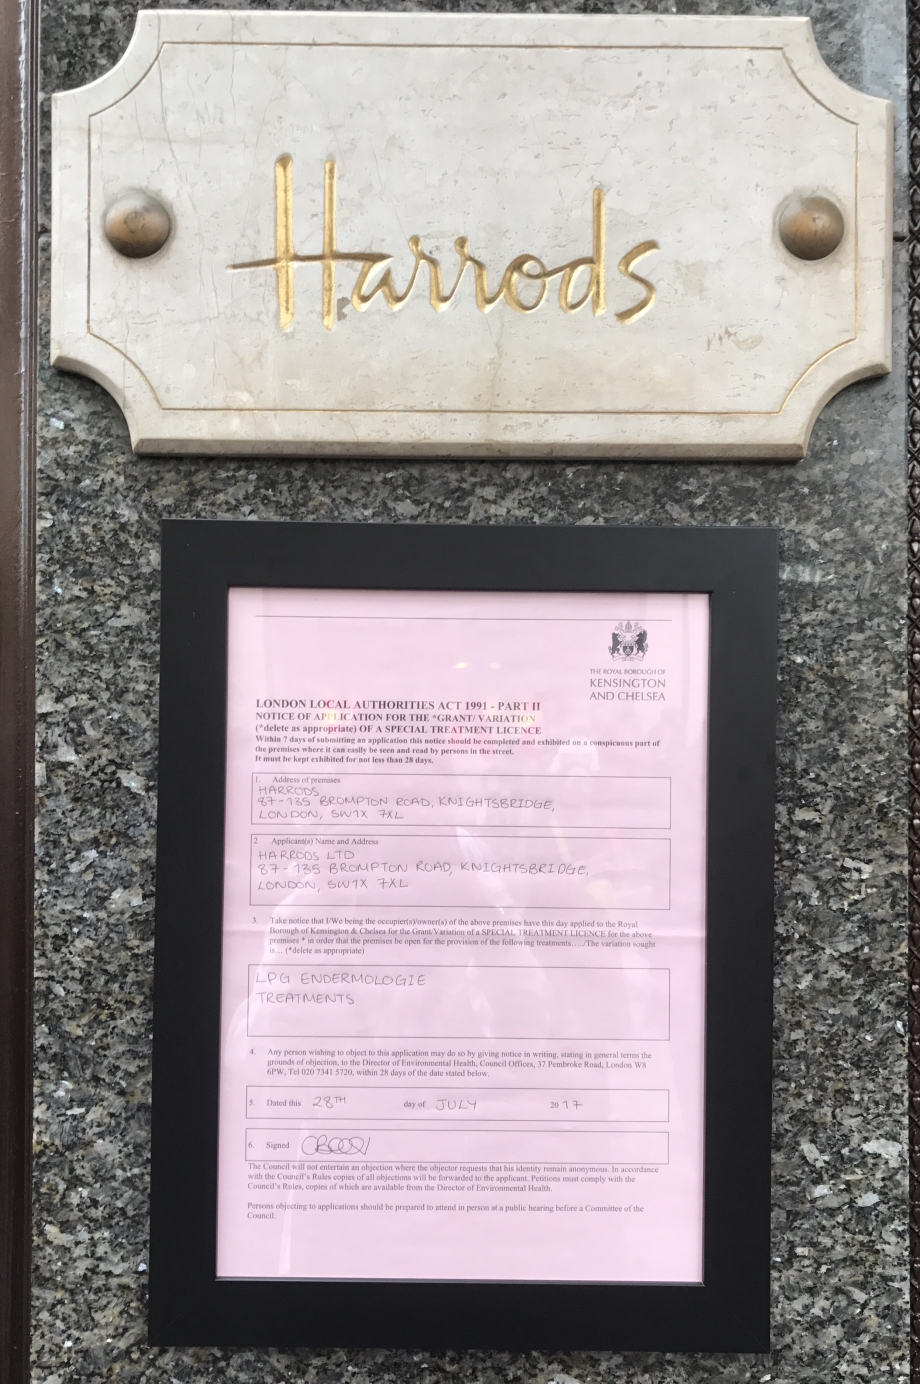 Harrods
THE ROYAL BOROUGH OF
KENSINGTON
AND CHELSEA
LONDON LOCAL AUTHORITIES ACT 1991 - PART II
NOTICE OF APPLICATION FOR THE *GRANT/ VARIATION
(*delete as appropriate) OF A SPECIAL TREATMENT LICENCE
Within 7 days of submitting an application this notice should be completed and exhibited on a conspicuous part of
the premises where it can easily be seen and read by persons in the street.
It must be kept exhibited for not less than 28 days.
1. Address of premises
HARRODS
87-135 BROMPTON ROAD, KNIGHTSBRIDGE,
LONDON, SW1X 7XL
2 Applicant(s) Name and Address
HARRODS LTD
87-135 BROMPTON ROAD, KNIGHTSBRIDGE,
LONDON, SW1X 7XL
3. Take notice that I/We being the occupier(s)/owner(s) of the above premises have this day applied to the Royal
Borough of Kensington & Chelsea for the Grant/Variation of a SPECIAL TREATMENT LICENCE for the above
premises * in order that the premises be open for the provision of the following treatments…../The variation sought
is… (*delete as appropriate)
LPG ENDERMOLOGIE
TREATMENTS
4. Any person wishing to object to this application may do so by giving notice in writing, stating in general terms the
grounds of objection, to the Director of Environmental Health, Council Offices, 37 Pembroke Road, London W8
6PW, Tel 020 7341 5720, within 28 days of the date stated below.
5. Dated this 28TH day of JULY 2017
6. Signed
The Council will not entertain an objection where the objector requests that his identity remain anonymous. In accordance
with the Council's Rules copies of all objections will be forwarded to the applicant. Petitions must comply with the
Council's Rules, copies of which are available from the Director of Environmental Health.
Persons objecting to applications should be prepared to attend in person at a public hearing before a Committee of the
Council.